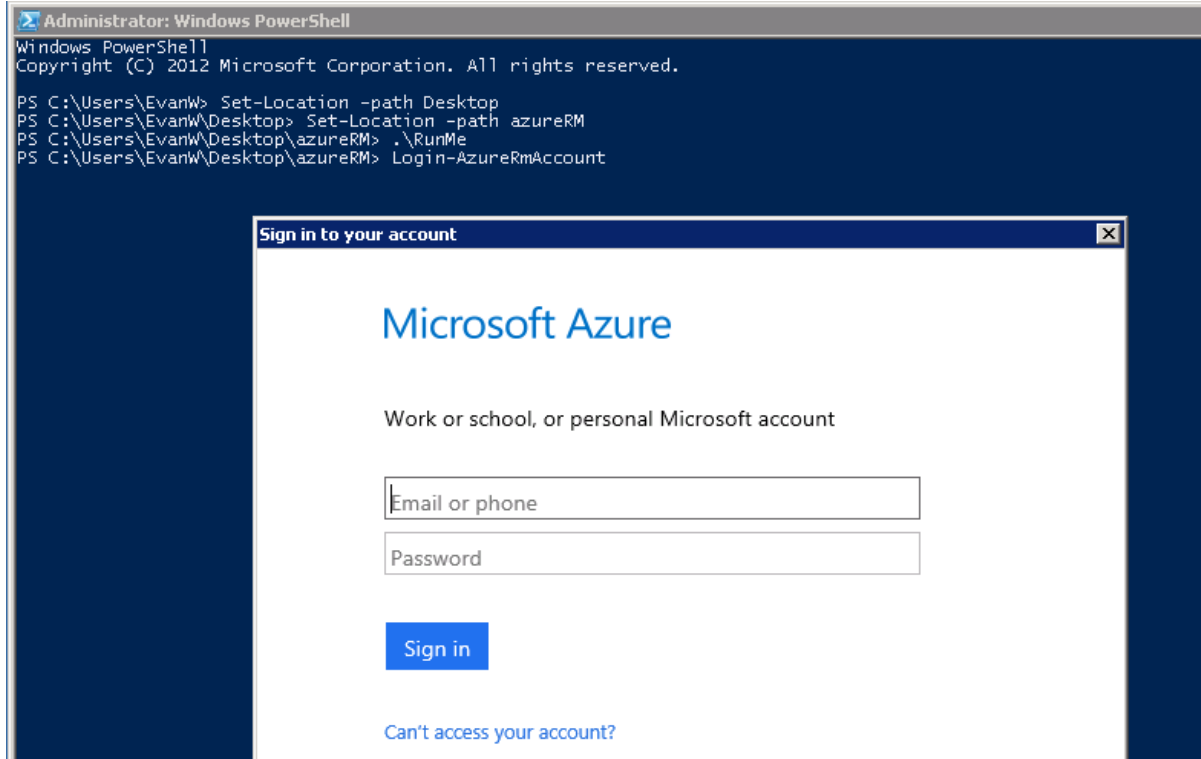 Administrator: Windows PowerShell
Windows PowerShell
Copyright (C) 2012 Microsoft Corporation. All rights reserved.
PS C:\Users\EvanW> Set-Location -path Desktop
PS C:\Users\EvanW\Desktop> Set-Location -path azureRM
PS C:\Users\EvanW\Desktop\azureRM> .\RunMe
PS C:\Users\EvanW\Desktop\azureRM> Login-AzureRmAccount
Sign in to your account
Microsoft Azure
Work or school, or personal Microsoft account
Email or phone
Password
Sign in
Can't access your account?